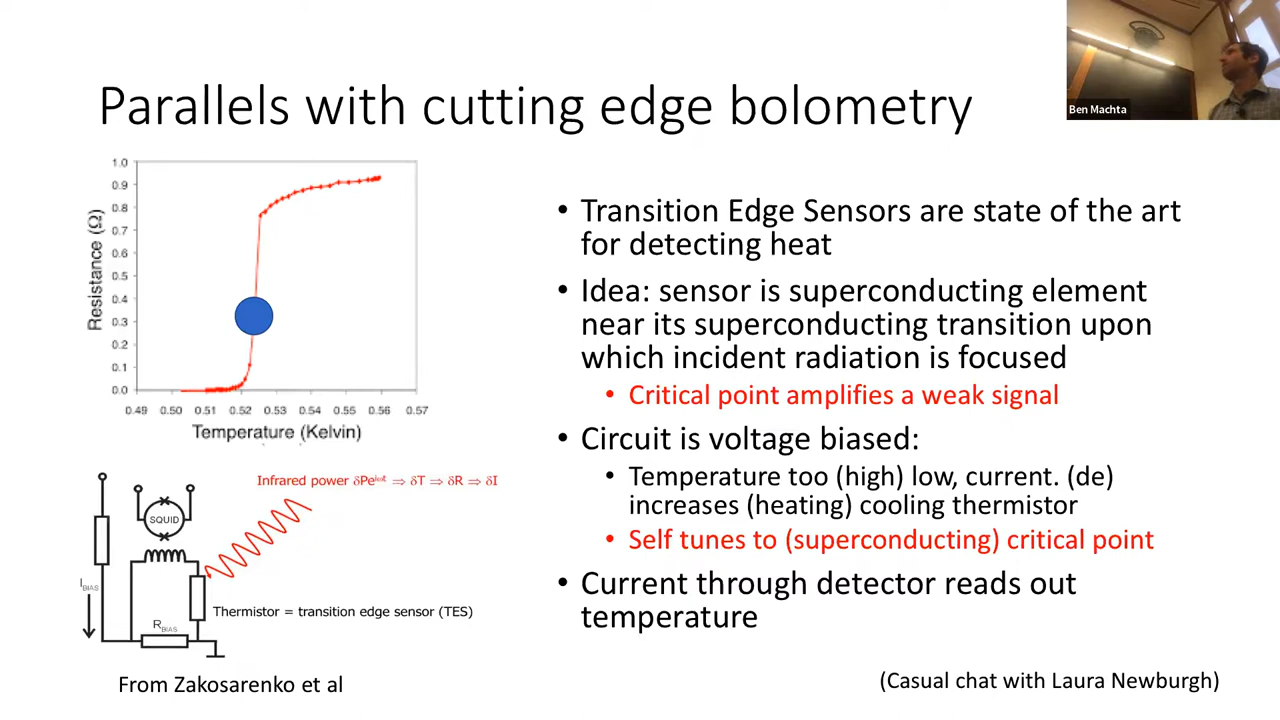 Parallels with cutting edge bolometry
Ben Machta
1.0
0.9
0.8
0.7
0.6
0.5
0.4
0.3
0.2
0.1
0.0
Resistance (Ω)
0.49 0.50 0.51 0.52 0.53 0.54 0.55 0.56 0.57
Temperature (Kelvin)
Infrared power δPe ⇒ δT ⇒ δR ⇒ δI
SQUID
I BIAS
Thermistor = transition edge sensor (TES)
R BIAS
From Zakosarenko et al
• Transition Edge Sensors are state of the art
for detecting heat
• Idea: sensor is superconducting element
near its superconducting transition upon
which incident radiation is focused
• Critical point amplifies a weak signal
• Circuit is voltage biased:
• Temperature too (high) low, current. (de)
increases (heating) cooling thermistor
• Self tunes to (superconducting) critical point
• Current through detector reads out
temperature
(Casual chat with Laura Newburgh)